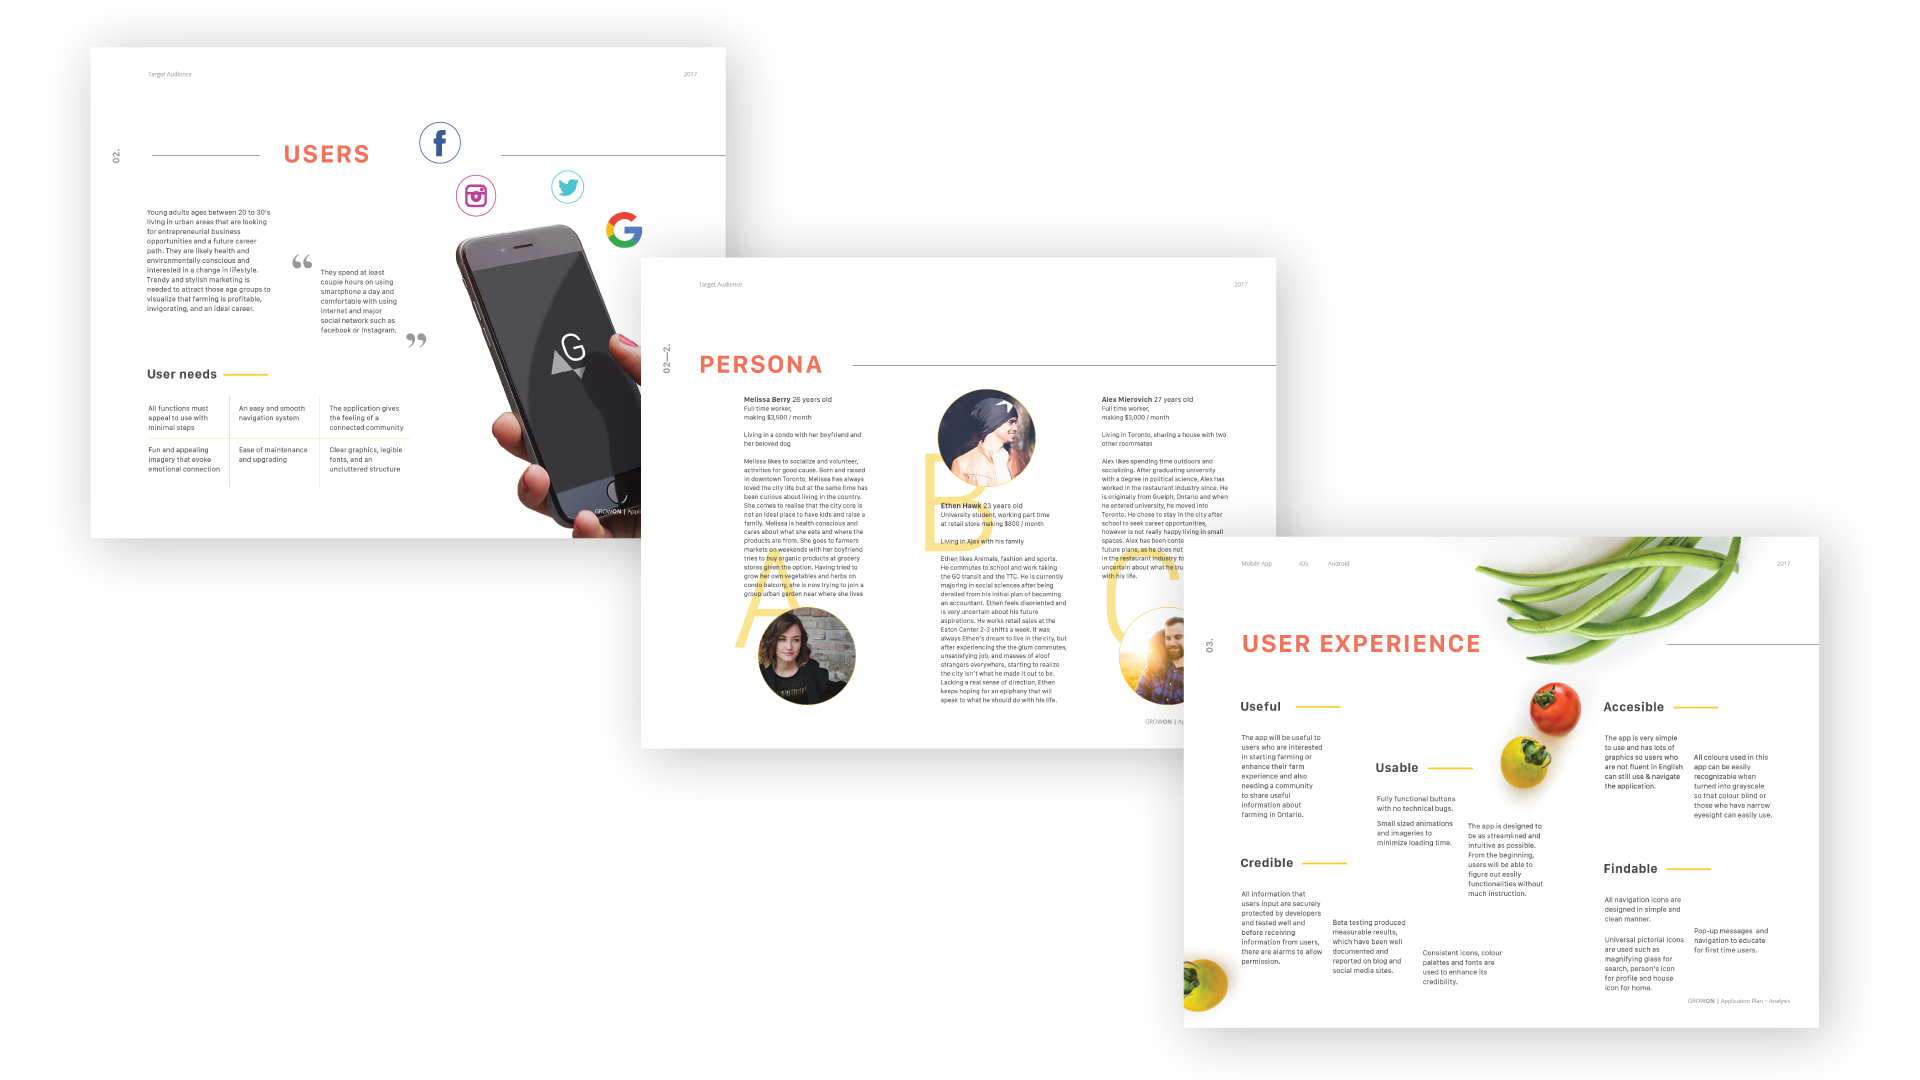 Target Audience
2017
02.
USERS
Young adults ages between 20 to 30's
living in urban areas that are looking
for entrepreneurial business
opportunities and a future career
path. They are likely health and
environmentally conscious and
interested in a change in lifestyle.
Trendy and stylish marketing is
needed to attract those age groups to
visualize that farming is profitable,
invigorating, and an ideal career.
“
They spend at least
couple hours on using
smartphone a day and
comfortable with using
internet and major
social network such as
facebook or Instagram.
”
User needs
All functions must
appeal to use with
minimal steps
An easy and smooth
navigation system
The application gives
the feeling of a
connected community
Fun and appealing
imagery that evoke
emotional connection
Ease of maintenance
and upgrading
Clear graphics, legible
fonts, and an
uncluttered structure
G
GROWON | Appli
Target Audience
2017
02—2.
PERSONA
Melissa Berry 26 years old
Full time worker,
making $3,500 / month
Living in a condo with her boyfriend and
her beloved dog
Melissa likes to socialize and volunteer,
activities for good cause. Born and raised
in downtown Toronto, Melissa has always
loved the city life but at the same time has
been curious about living in the country.
She comes to realise that the city core is
not an ideal place to have kids and raise a
family. Melissa is health conscious and
cares about what she eats and where the
products are from. She goes to farmers
markets on weekends with her boyfriend
tries to buy organic products at grocery
stores given the option. Having tried to
grow her own vegetables and herbs on
condo balcony, she is now trying to join a
group urban garden near where she lives
A
B
Ethen Hawk 23 years old
University student, working part time
at retail store making $800 / month
Living in Ajax with his family
Ethen likes Animals, fashion and sports.
He commutes to school and work taking
the GO transit and the TTC. He is currently
majoring in social sciences after being
derailed from his initial plan of becoming
an accountant. Ethen feels disoriented and
is very uncertain about his future
aspirations. He works retail sales at the
Eaton Center 2-3 shifts a week. It was
always Ethen's dream to live in the city, but
after experiencing the the glum commutes,
unsatisfying job, and masses of aloof
strangers everywhere, starting to realize
the city isn't what he made it out to be.
Lacking a real sense of direction, Ethen
keeps hoping for an epiphany that will
speak to what he should do with his life.
Alex Mierovich 27 years old
Full time worker,
making $3,000 / month
Living in Toronto, sharing a house with two
other roommates
Alex likes spending time outdoors and
socializing. After graduating university
with a degree in political science, Alex has
worked in the restaurant industry since. He
is originally from Guelph, Ontario and when
he entered university, he moved into
Toronto. He chose to stay in the city after
school to seek career opportunities,
however is not really happy living in small
spaces. Alex has been conte
future plans, as he does not
in the restaurant industry fo
uncertain about what he tru
with his life.
C
GROWON | Ap
Mobile App
iOS
Android
2017
03.
USER EXPERIENCE
Useful
The app will be useful to
users who are interested
in starting farming or
enhance their farm
experience and also
needing a community
to share useful
information about
farming in Ontario.
Usable
Fully functional buttons
with no technical bugs.
Small sized animations
and imageries to
minimize loading time.
The app is designed to
be as streamlined and
intuitive as possible.
From the beginning,
users will be able to
figure out easily
functionalities without
much instruction.
Accesible
The app is very simple
to use and has lots of
graphics so users who
are not fluent in English
can still use & navigate
the application.
All colours used in this
app can be easily
recognizable when
turned into grayscale
so that colour blind or
those who have narrow
eyesight can easily use.
Credible
All information that
users input are securely
protected by developers
and tested well and
before receiving
information from users,
there are alarms to allow
permission.
Beta testing produced
measurable results,
which have been well
documented and
reported on blog and
social media sites.
Consistent icons, colour
palettes and fonts are
used to enhance its
credibility.
Findable
All navigation icons are
designed in simple and
clean manner.
Universal pictorial icons
are used such as
magnifying glass for
search, person's icon
for profile and house
icon for home.
Pop-up messages and
navigation to educate
for first time users.
GROWON | Application Plan + Analysis